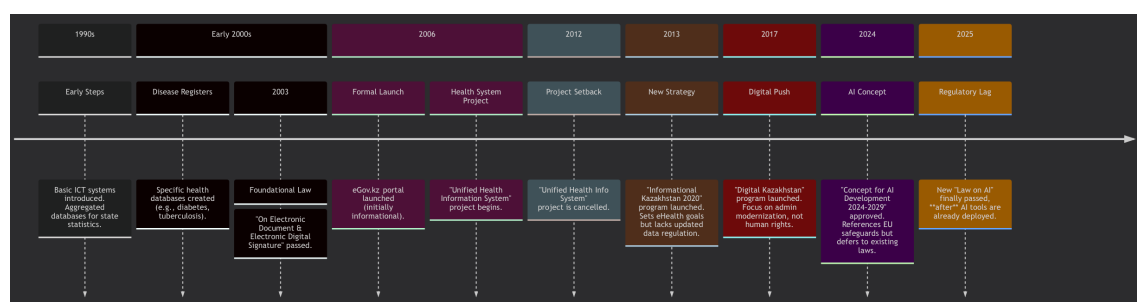 1990s
Early 2000s
2006
2012
2013
2017
2024
2025
Early Steps
Disease Registers
2003
Formal Launch
Health System
Project
Project Setback
New Strategy
Digital Push
AI Concept
Regulatory Lag
Basic ICT systems
introduced.
Aggregated
databases for state
statistics.
Specific health
databases created
(e.g., diabetes,
tuberculosis).
Foundational Law
"On Electronic
Document &
Electronic Digital
Signature" passed.
eGov.kz portal
launched
(initially
informational).
"Unified Health
Information System"
project begins.
"Unified Health Info
System"
project is cancelled.
"Informational
Kazakhstan 2020"
program launched.
Sets eHealth goals
but lacks updated
data regulation.
"Digital Kazakhstan"
program launched.
Focus on admin
modernization, not
human rights.
"Concept for AI
Development
2024-2029"
approved.
References EU
safeguards but
defers to existing
laws.
New "Law on AI"
finally passed,
**after** AI tools are
already deployed.